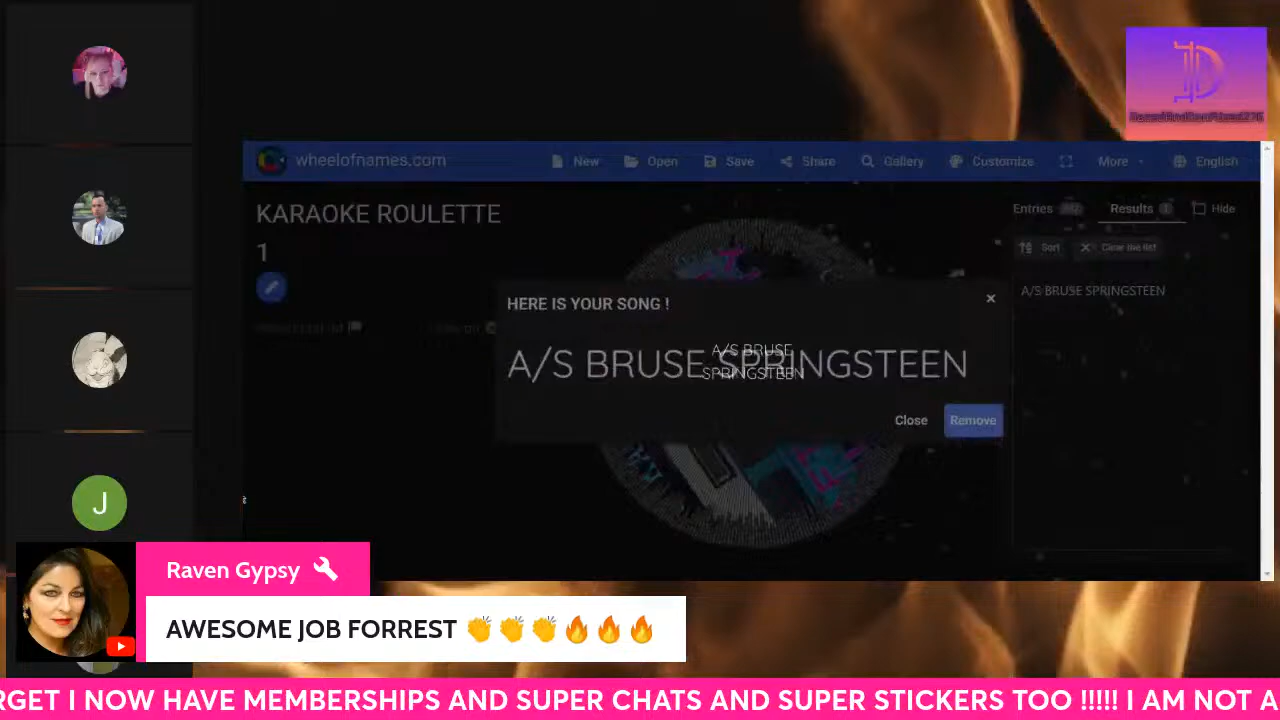 wheelofnames.com
New
Open
Save
Share
Gallery
Customize
More
English
KARAOKE ROULETTE
1
Entries
Results 1
Hide
Sort
Clear the list
A/S BRUSE SPRINGSTEEN
HERE IS YOUR SONG !
A/S BRUSE SPRINGSTEEN
A/S BRUSE
SPRINGSTEEN
Close
Remove
J
Raven Gypsy
AWESOME JOB FORREST 👏👏👏🔥🔥🔥
RGET I NOW HAVE MEMBERSHIPS AND SUPER CHATS AND SUPER STICKERS TOO !!!!! I AM NOT A